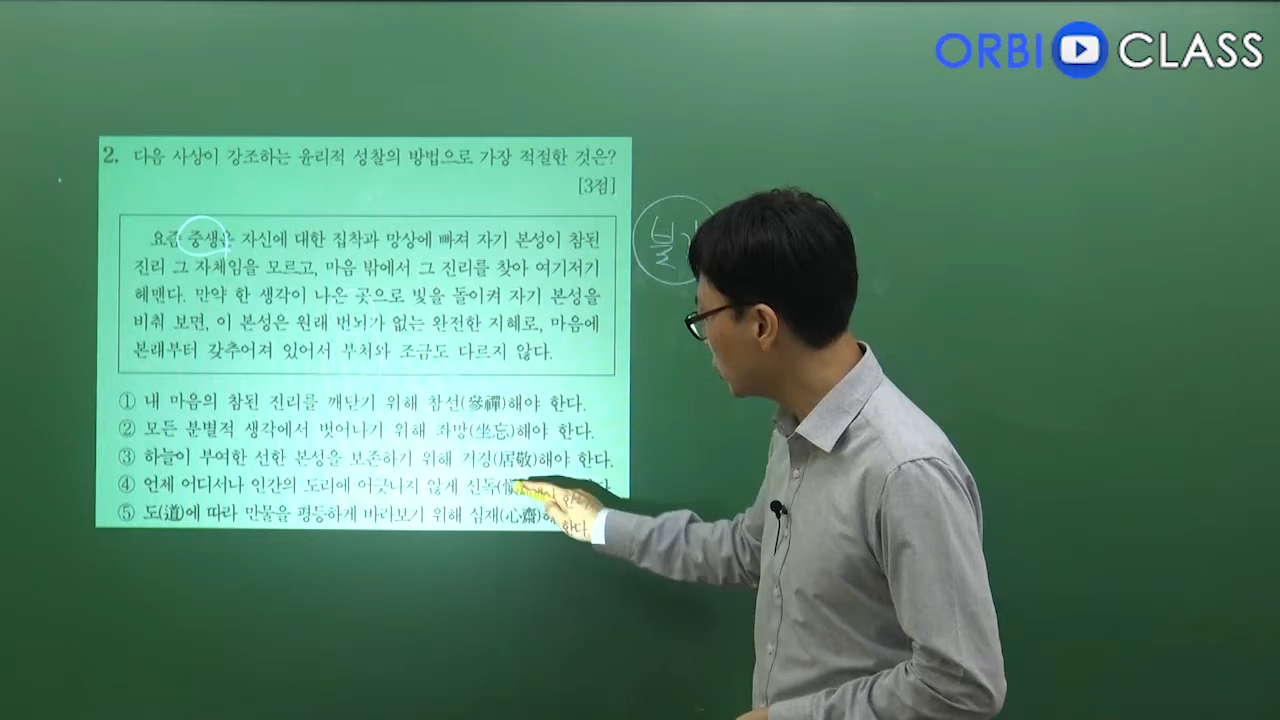 ORBI CLASS
2. 다음 사상이 강조하는 윤리적 성찰의 방법으로 가장 적절한 것은?
[3점]
요즘 중생은 자신에 대한 집착과 망상에 빠져 자기 본성이 참된
진리 그 자체임을 모르고, 마음 밖에서 그 진리를 찾아 여기저기
헤맨다. 만약 한 생각이 나온 곳으로 빛을 돌이켜 자기 본성을
비춰 보면, 이 본성은 원래 번뇌가 없는 완전한 지혜로, 마음에
본래부터 갖추어져 있어서 부처와 조금도 다르지 않다.
① 내 마음의 참된 진리를 깨닫기 위해 참선(參禪)해야 한다.
② 모든 분별적 생각에서 벗어나기 위해 좌망(坐忘)해야 한다.
③ 하늘이 부여한 선한 본성을 보존하기 위해 거경(居敬)해야 한다.
④ 언제 어디서나 인간의 도리에 어긋나지 않게 신독(愼
⑤ 도(道)에 따라 만물을 평등하게 바라보기 위해 심재(心齋)해 한다.
불